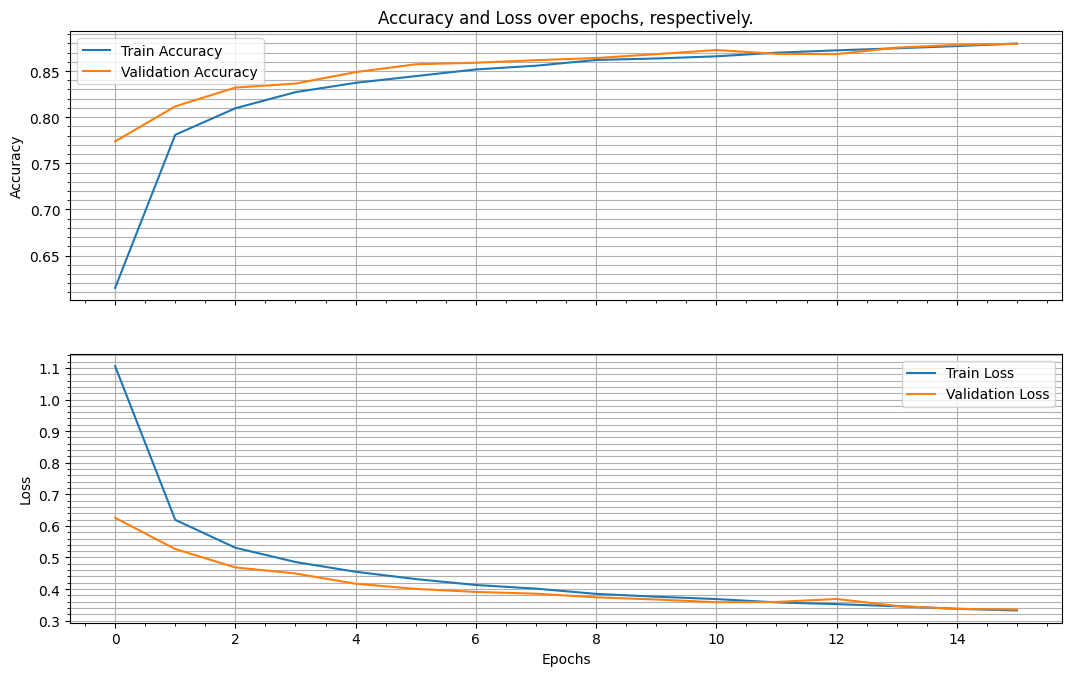 Accuracy and Loss over epochs, respectively.
Train Accuracy
Validation Accuracy
0.85
0.80
0.75
0.70
0.65
Accuracy
Train Loss
Validation Loss
1.1
1.0
0.9
0.8
0.7
0.6
0.5
0.4
0.3
Loss
0 2 4 6 8 10 12 14
Epochs